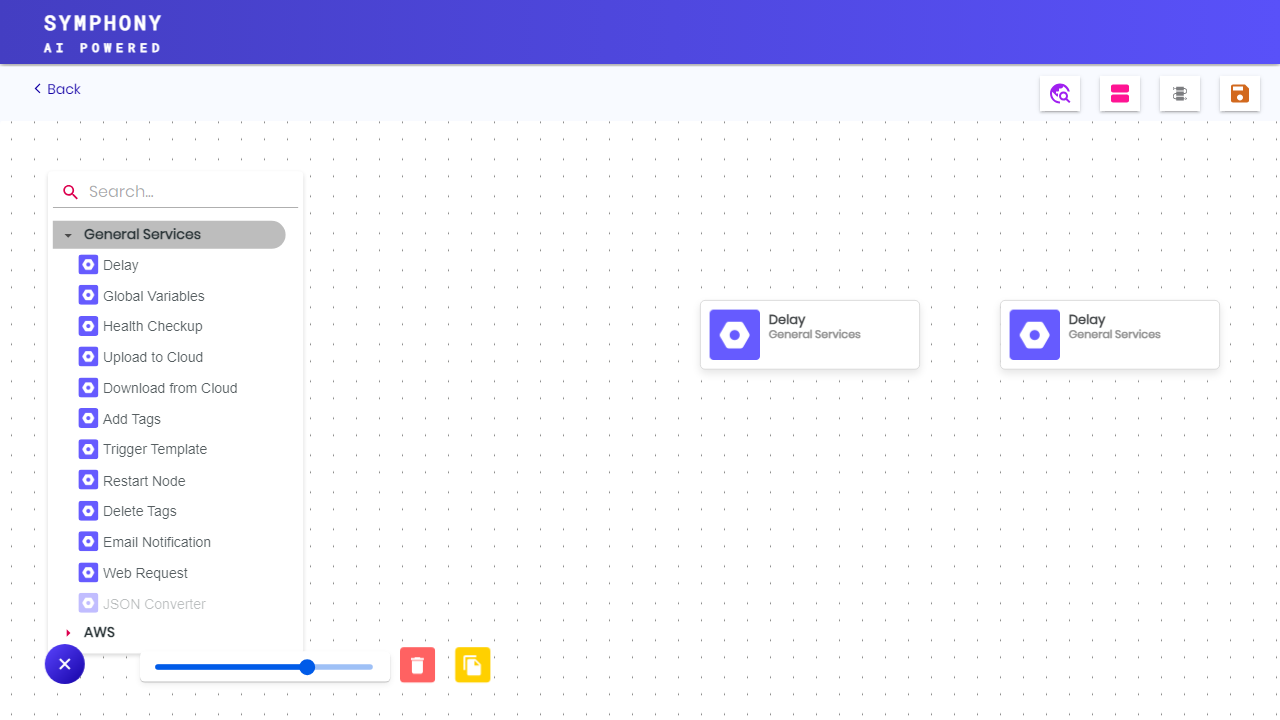 SYMPHONY
AI POWERED
Back
Search...
General Services
Delay
Global Variables
Health Checkup
Upload to Cloud
Download from Cloud
Add Tags
Trigger Template
Restart Node
Delete Tags
Email Notification
Web Request
JSON Converter
AWS
Delay
General Services
Delay
General Services